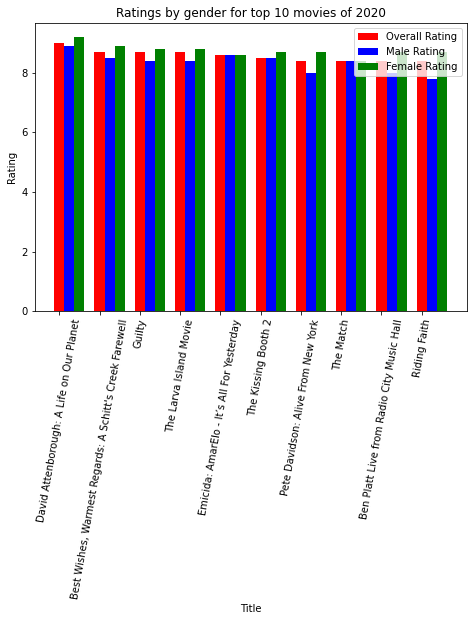 Ratings by gender for top 10 movies of 2020
Overall Rating
Male Rating
Female Rating
Rating
8
6
4
2
0
David Attenborough: A Life on Our Planet
Best Wishes, Warmest Regards: A Schitt's Creek Farewell
Guilty
The Larva Island Movie
Emicida: AmarElo - It's All For Yesterday
The Kissing Booth 2
Pete Davidson: Alive From New York
The Match
Ben Platt Live from Radio City Music Hall
Riding Faith
Title